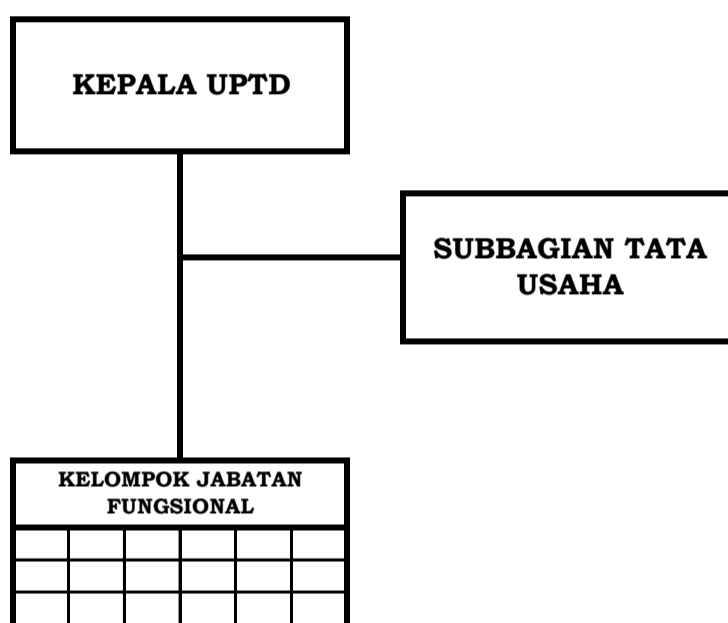 KEPALA UPTD
SUBBAGIAN TATA
USAHA
KELOMPOK JABATAN
FUNGSIONAL